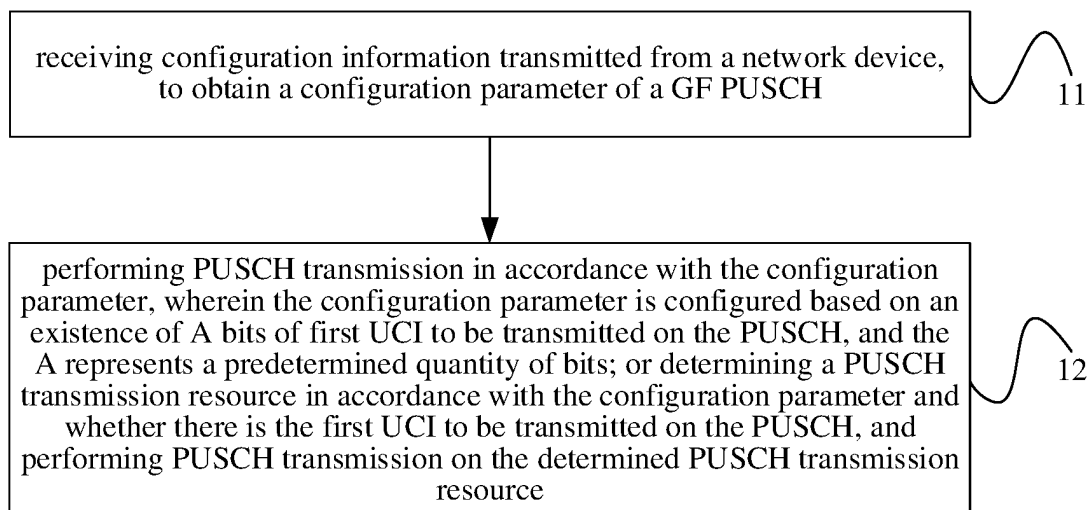 receiving configuration information transmitted from a network device,
to obtain a configuration parameter of a GF PUSCH
11
performing PUSCH transmission in accordance with the configuration
parameter, wherein the configuration parameter is configured based on an
existence of A bits of first UCI to be transmitted on the PUSCH, and the
A represents a predetermined quantity of bits; or determining a PUSCH
transmission resource in accordance with the configuration parameter and
whether there is the first UCI to be transmitted on the PUSCH, and
performing PUSCH transmission on the determined PUSCH transmission
resource
12